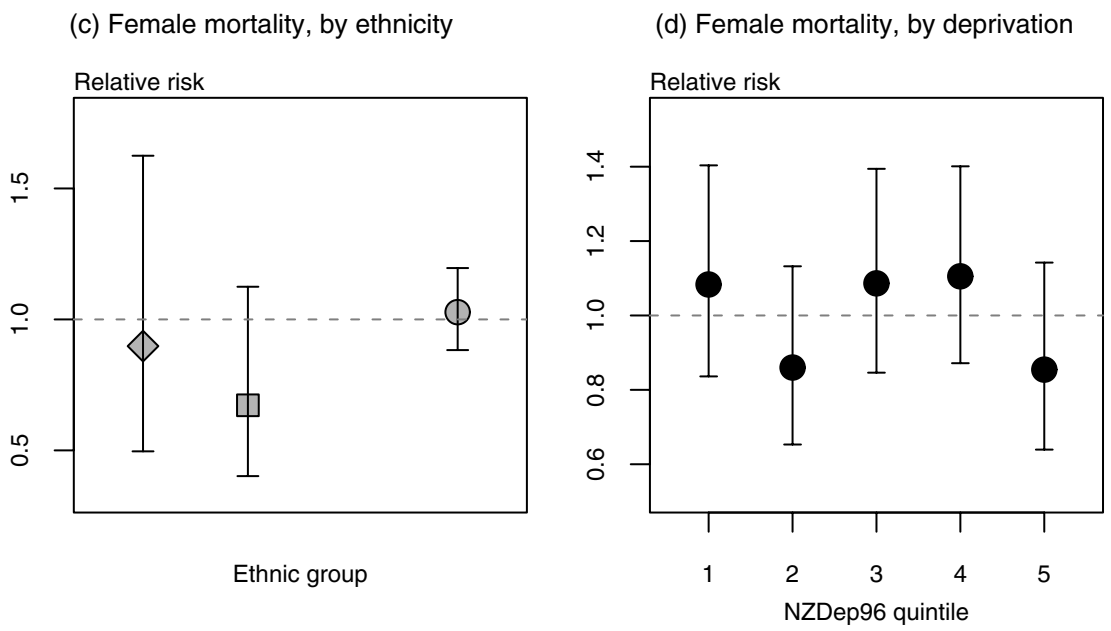 (c) Female mortality, by ethnicity
Relative risk
1.5
1.0
0.5
Ethnic group
(d) Female mortality, by deprivation
Relative risk
1.4
1.2
1.0
0.8
0.6
1 2 3 4 5
NZDep96 quintile